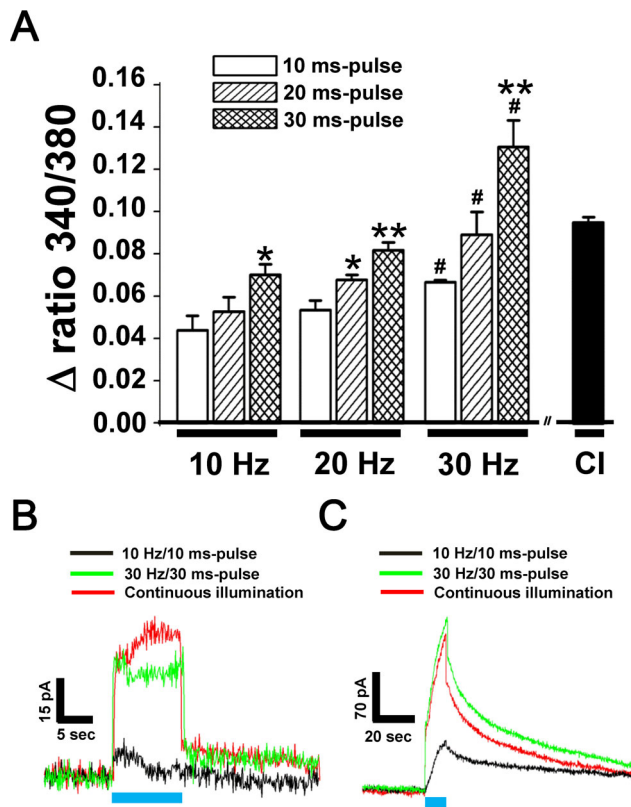 A
10 ms-pulse
20 ms-pulse
30 ms-pulse
Δ ratio 340/380
0.16
0.14
0.12
0.10
0.08
0.06
0.04
0.02
0.00
*
*
**
#
#
**
#
10 Hz
20 Hz
30 Hz
//
CI
B
10 Hz/10 ms-pulse
30 Hz/30 ms-pulse
Continuous illumination
15 pA
5 sec
C
10 Hz/10 ms-pulse
30 Hz/30 ms-pulse
Continuous illumination
70 pA
20 sec